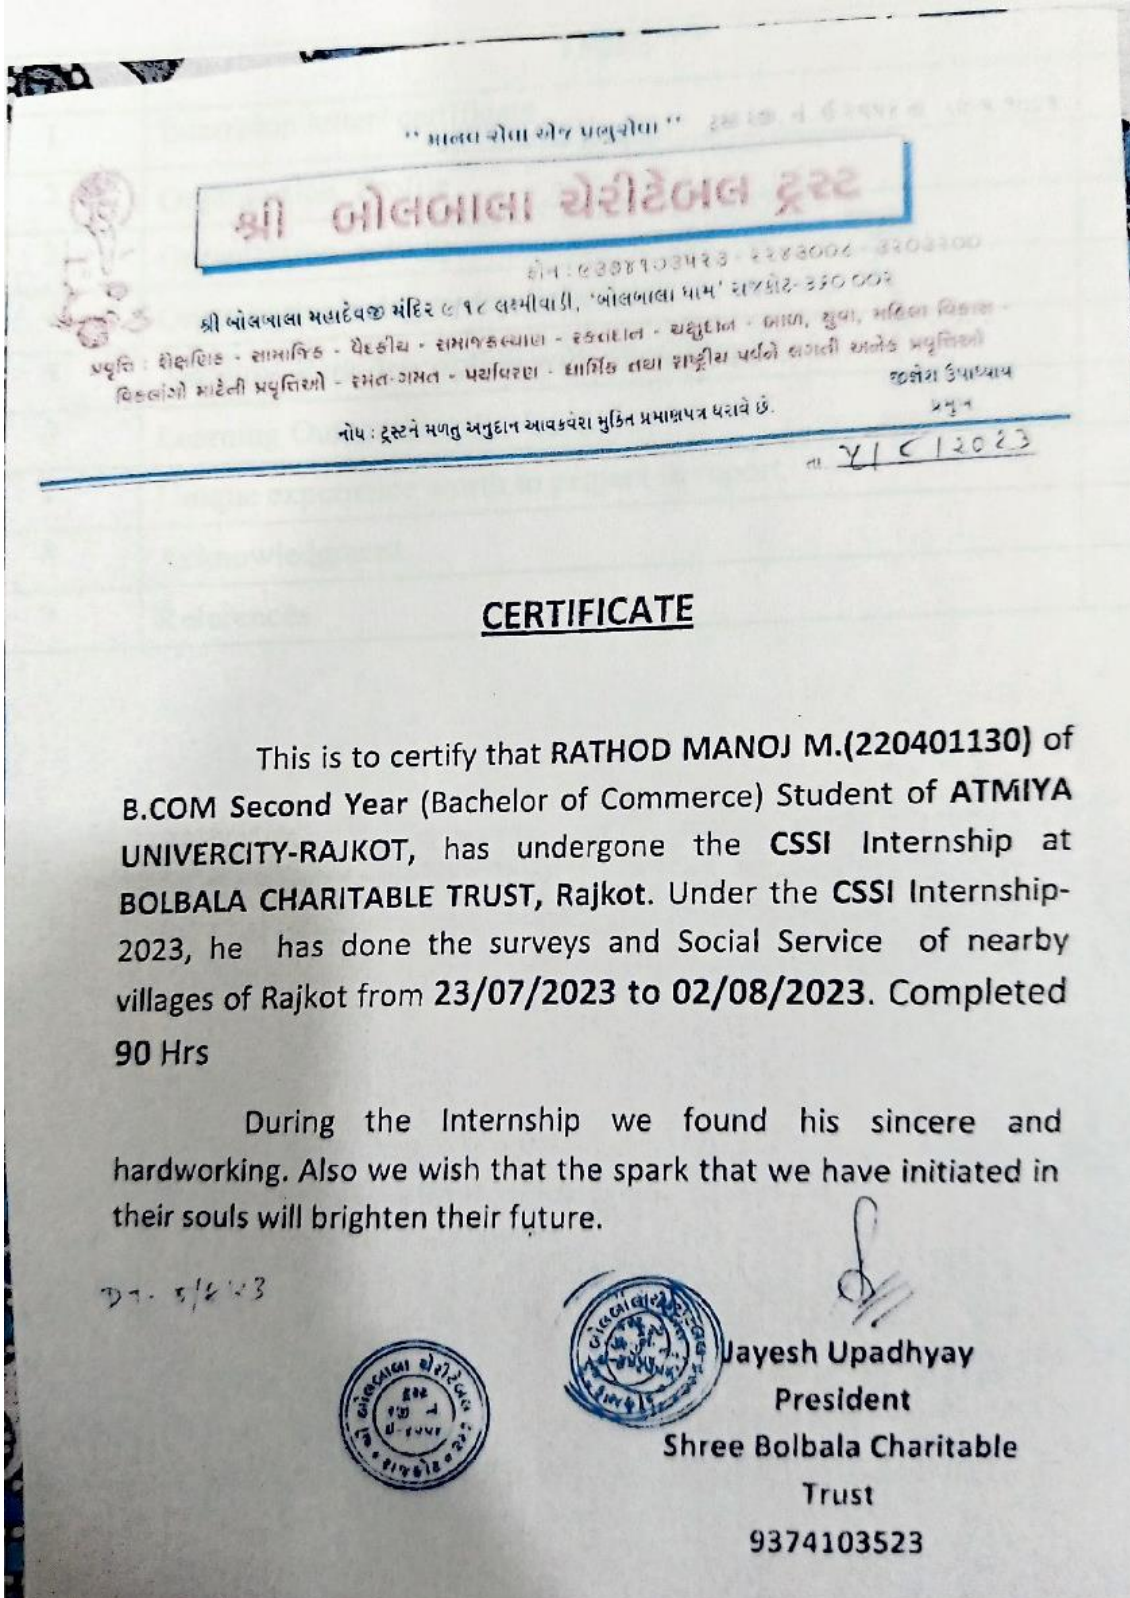 " માનવ સેવા એજ પ્રભુસેવા "
શ્રી બોલબાલા ચેરીટેબલ ટ્રસ્ટ
ફોન : ૯૩૭૪૧૦૩૫૨૩ - ૨૨૪૩૦૦૮ -
શ્રી બોલબાલા મહાદેવજી મંદિર ૯/૧૮ લક્ષ્મીવાડી, 'બોલબાલા ધામ' રાજકોટ-૩૬૦ ૦૦૨
પ્રવૃત્તિ : શૈક્ષણિક - સામાજિક - વૈદકીય - સમાજકલ્યાણ - રક્તદાન - ચક્ષુદાન - બાળ, યુવા, મહિલા વિકાસ -
વિકલાંગો માટેની પ્રવૃત્તિઓ - રમત-ગમત - પર્યાવરણ - ધાર્મિક તથા રાષ્ટ્રીય પર્વને લગતી અનેક પ્રવૃત્તિઓ
ઉપાધ્યાય
પ્રમુખ
નોંધ : ટ્રસ્ટને મળતુ અનુદાન આવકવેરા મુક્તિ પ્રમાણપત્ર ધરાવે છે.
તા. ૫/૮/૨૦૨૩
CERTIFICATE
This is to certify that RATHOD MANOJ M.(220401130) of
B.COM Second Year (Bachelor of Commerce) Student of ATMIYA
UNIVERCITY-RAJKOT, has undergone the CSSI Internship at
BOLBALA CHARITABLE TRUST, Rajkot. Under the CSSI Internship-
2023, he has done the surveys and Social Service of nearby
villages of Rajkot from 23/07/2023 to 02/08/2023. Completed
90 Hrs
During the Internship we found his sincere and
hardworking. Also we wish that the spark that we have initiated in
their souls will brighten their future.
Jayesh Upadhyay
President
Shree Bolbala Charitable
Trust
9374103523